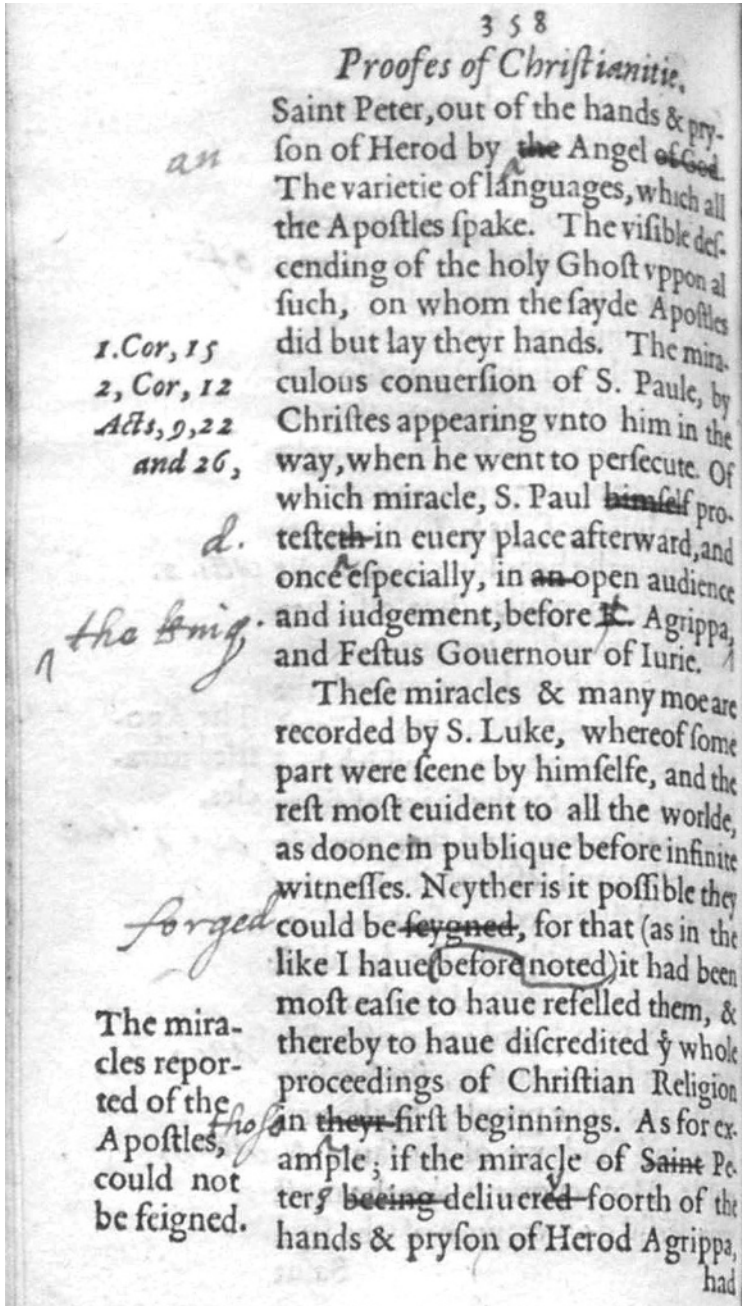 358
Proofes of Chriſtianitie.
Saint Peter, out of the hands & pry-
an
ſon of Herod by the Angel of God.
The varietie of languages, which all
the Apoſtles ſpake. The viſible deſ-
cending of the holy Ghoſt vppon al
ſuch, on whom the ſayde Apoſtles
1. Cor, 15
did but lay theyr hands. The mira-
2, Cor, 12
culous conuerſion of S. Paule, by
Acts, 9, 22
Chriſtes appearing vnto him in the
and 26,
way, when he went to perſecute. Of
which miracle, S. Paul himſelf pro-
d.
teſteth in euery place afterward, and
once eſpecially, in an open audience
the king.
and iudgement, before K. Agrippa,
and Feſtus Gouernour of Iurie.
Theſe miracles & many moe are
recorded by S. Luke, whereof ſome
part were ſeene by himſelfe, and the
reſt moſt euident to all the worlde,
as doone in publique before infinite
witneſſes. Neyther is it poſſible they
forged
could be feygned, for that (as in the
like I haue before noted) it had been
moſt eaſie to haue refelled them, &
thereby to haue diſcredited yͤ whole
proceedings of Chriſtian Religion
those
in theyr firſt beginnings. As for ex-
ample, if the miracle of Saint Pe-
ters beeing deliuered foorth of the
hands & pryſon of Herod Agrippa,
had
The mira-
cles repor-
ted of the
Apoſtles,
could not
be feigned.